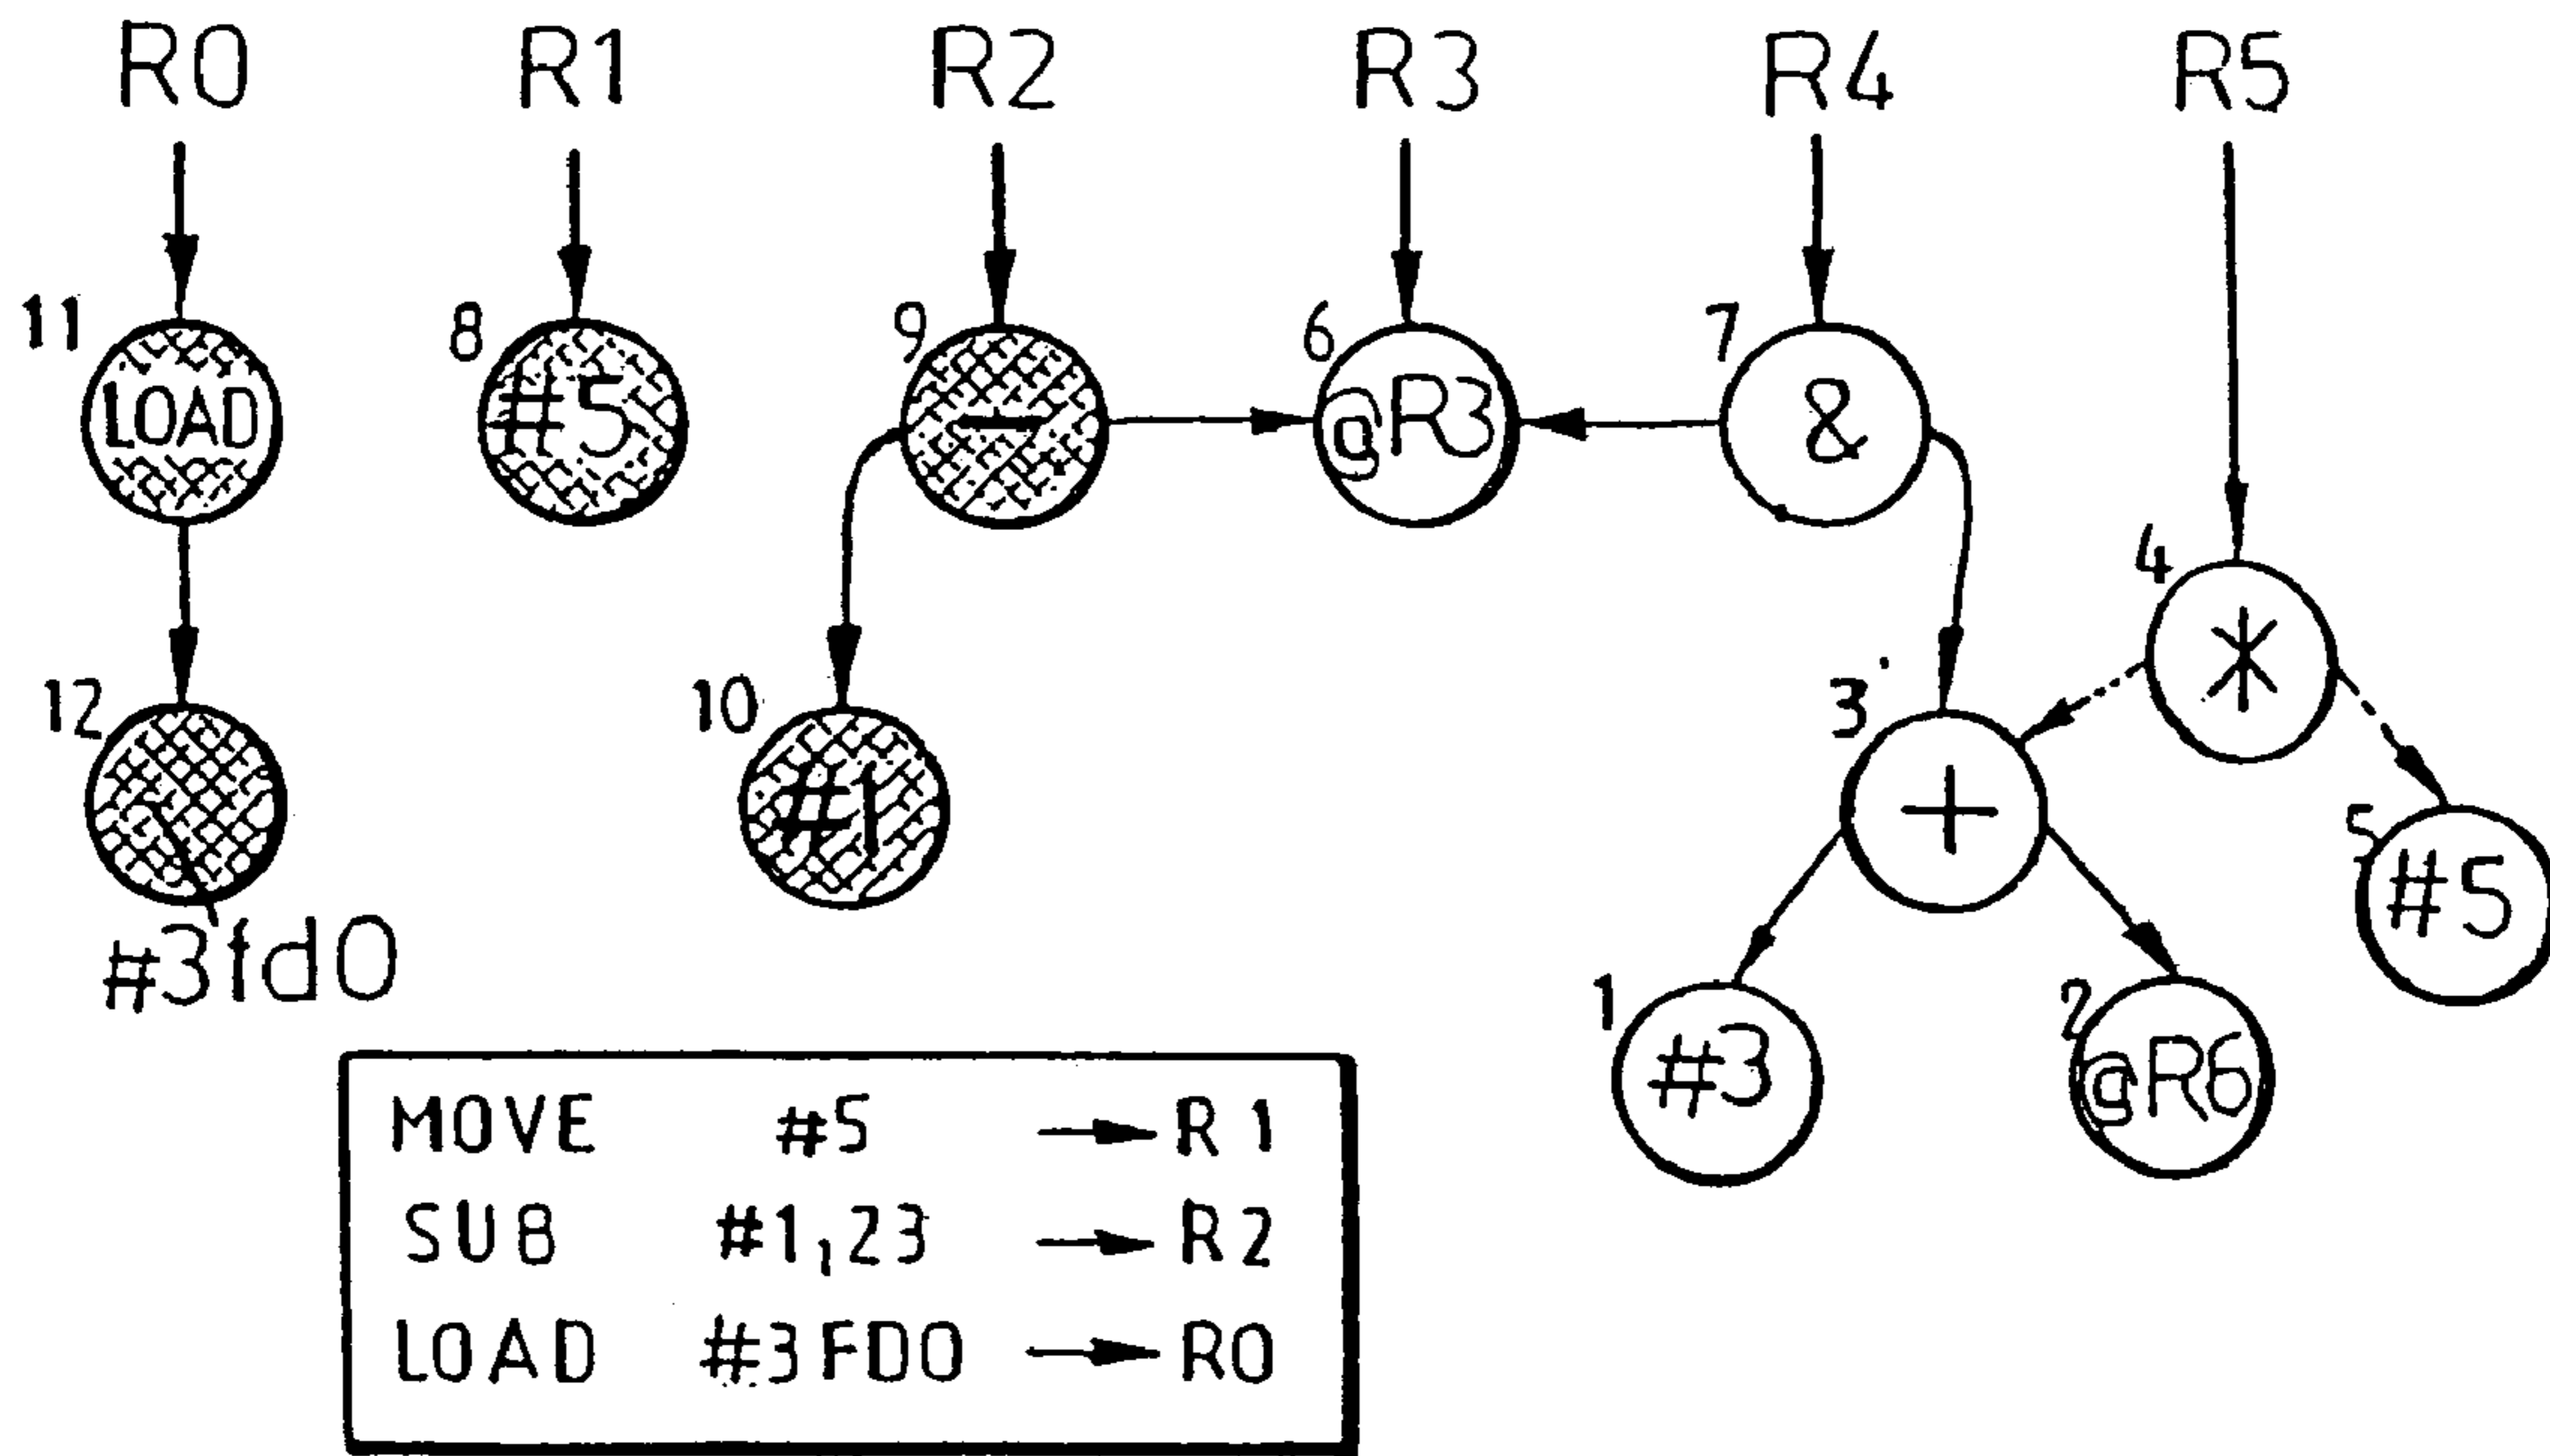 R0 R1 R2 R3 R4 R5
11 8 9 6 7
LOAD #5 - @R3 &
4
*
12 10 3
#1 + 5
#5
#3fd0
1 2
#3 @R6
MOVE #5 → R1
SUB #1,23 → R2
LOAD #3FD0 → R0